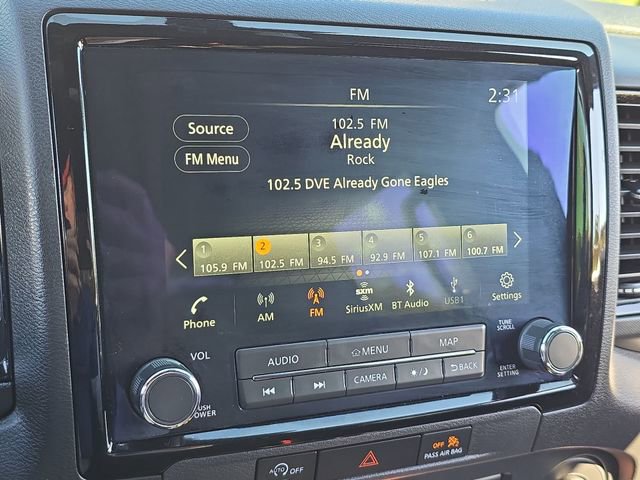 FM
2:31
Source
102.5 FM
Already
FM Menu
Rock
102.5 DVE Already Gone Eagles
1 2 3 4 5 6
105.9 FM 102.5 FM 94.5 FM 92.9 FM 107.1 FM 100.7 FM
Phone AM FM sxm SiriusXM BT Audio USB1 Settings
VOL
AUDIO MENU MAP
TUNE
SCROLL
CAMERA BACK
ENTER
SETTING
PUSH
POWER
OFF
OFF
PASS AIR BAG